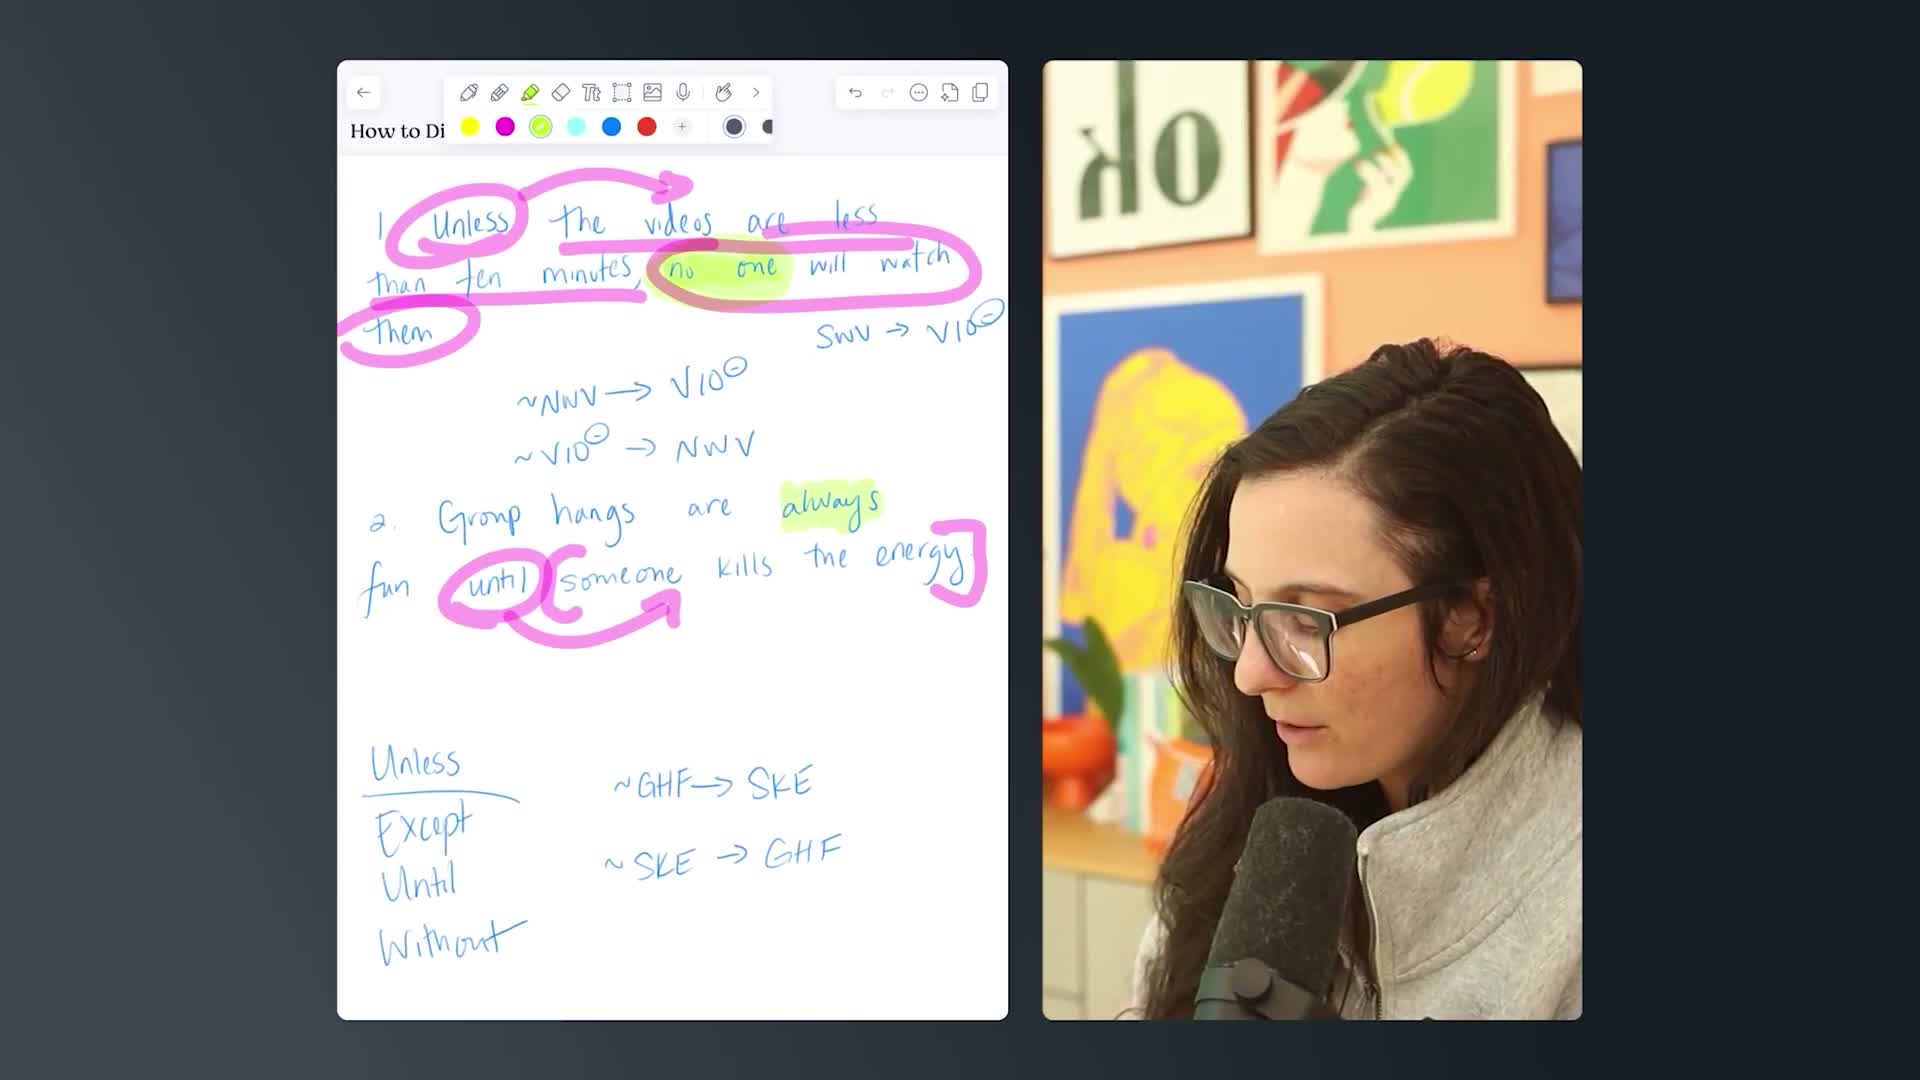 How to Di
1 Unless the videos are less
than ten minutes, no one will watch
them
SWV → V10⁻
~NWV → V10⁻
~V10⁻ → NWV
2. Group hangs are always
fun until someone kills the energy
Unless
Except
Until
Without
~GHF → SKE
~SKE → GHF
ok